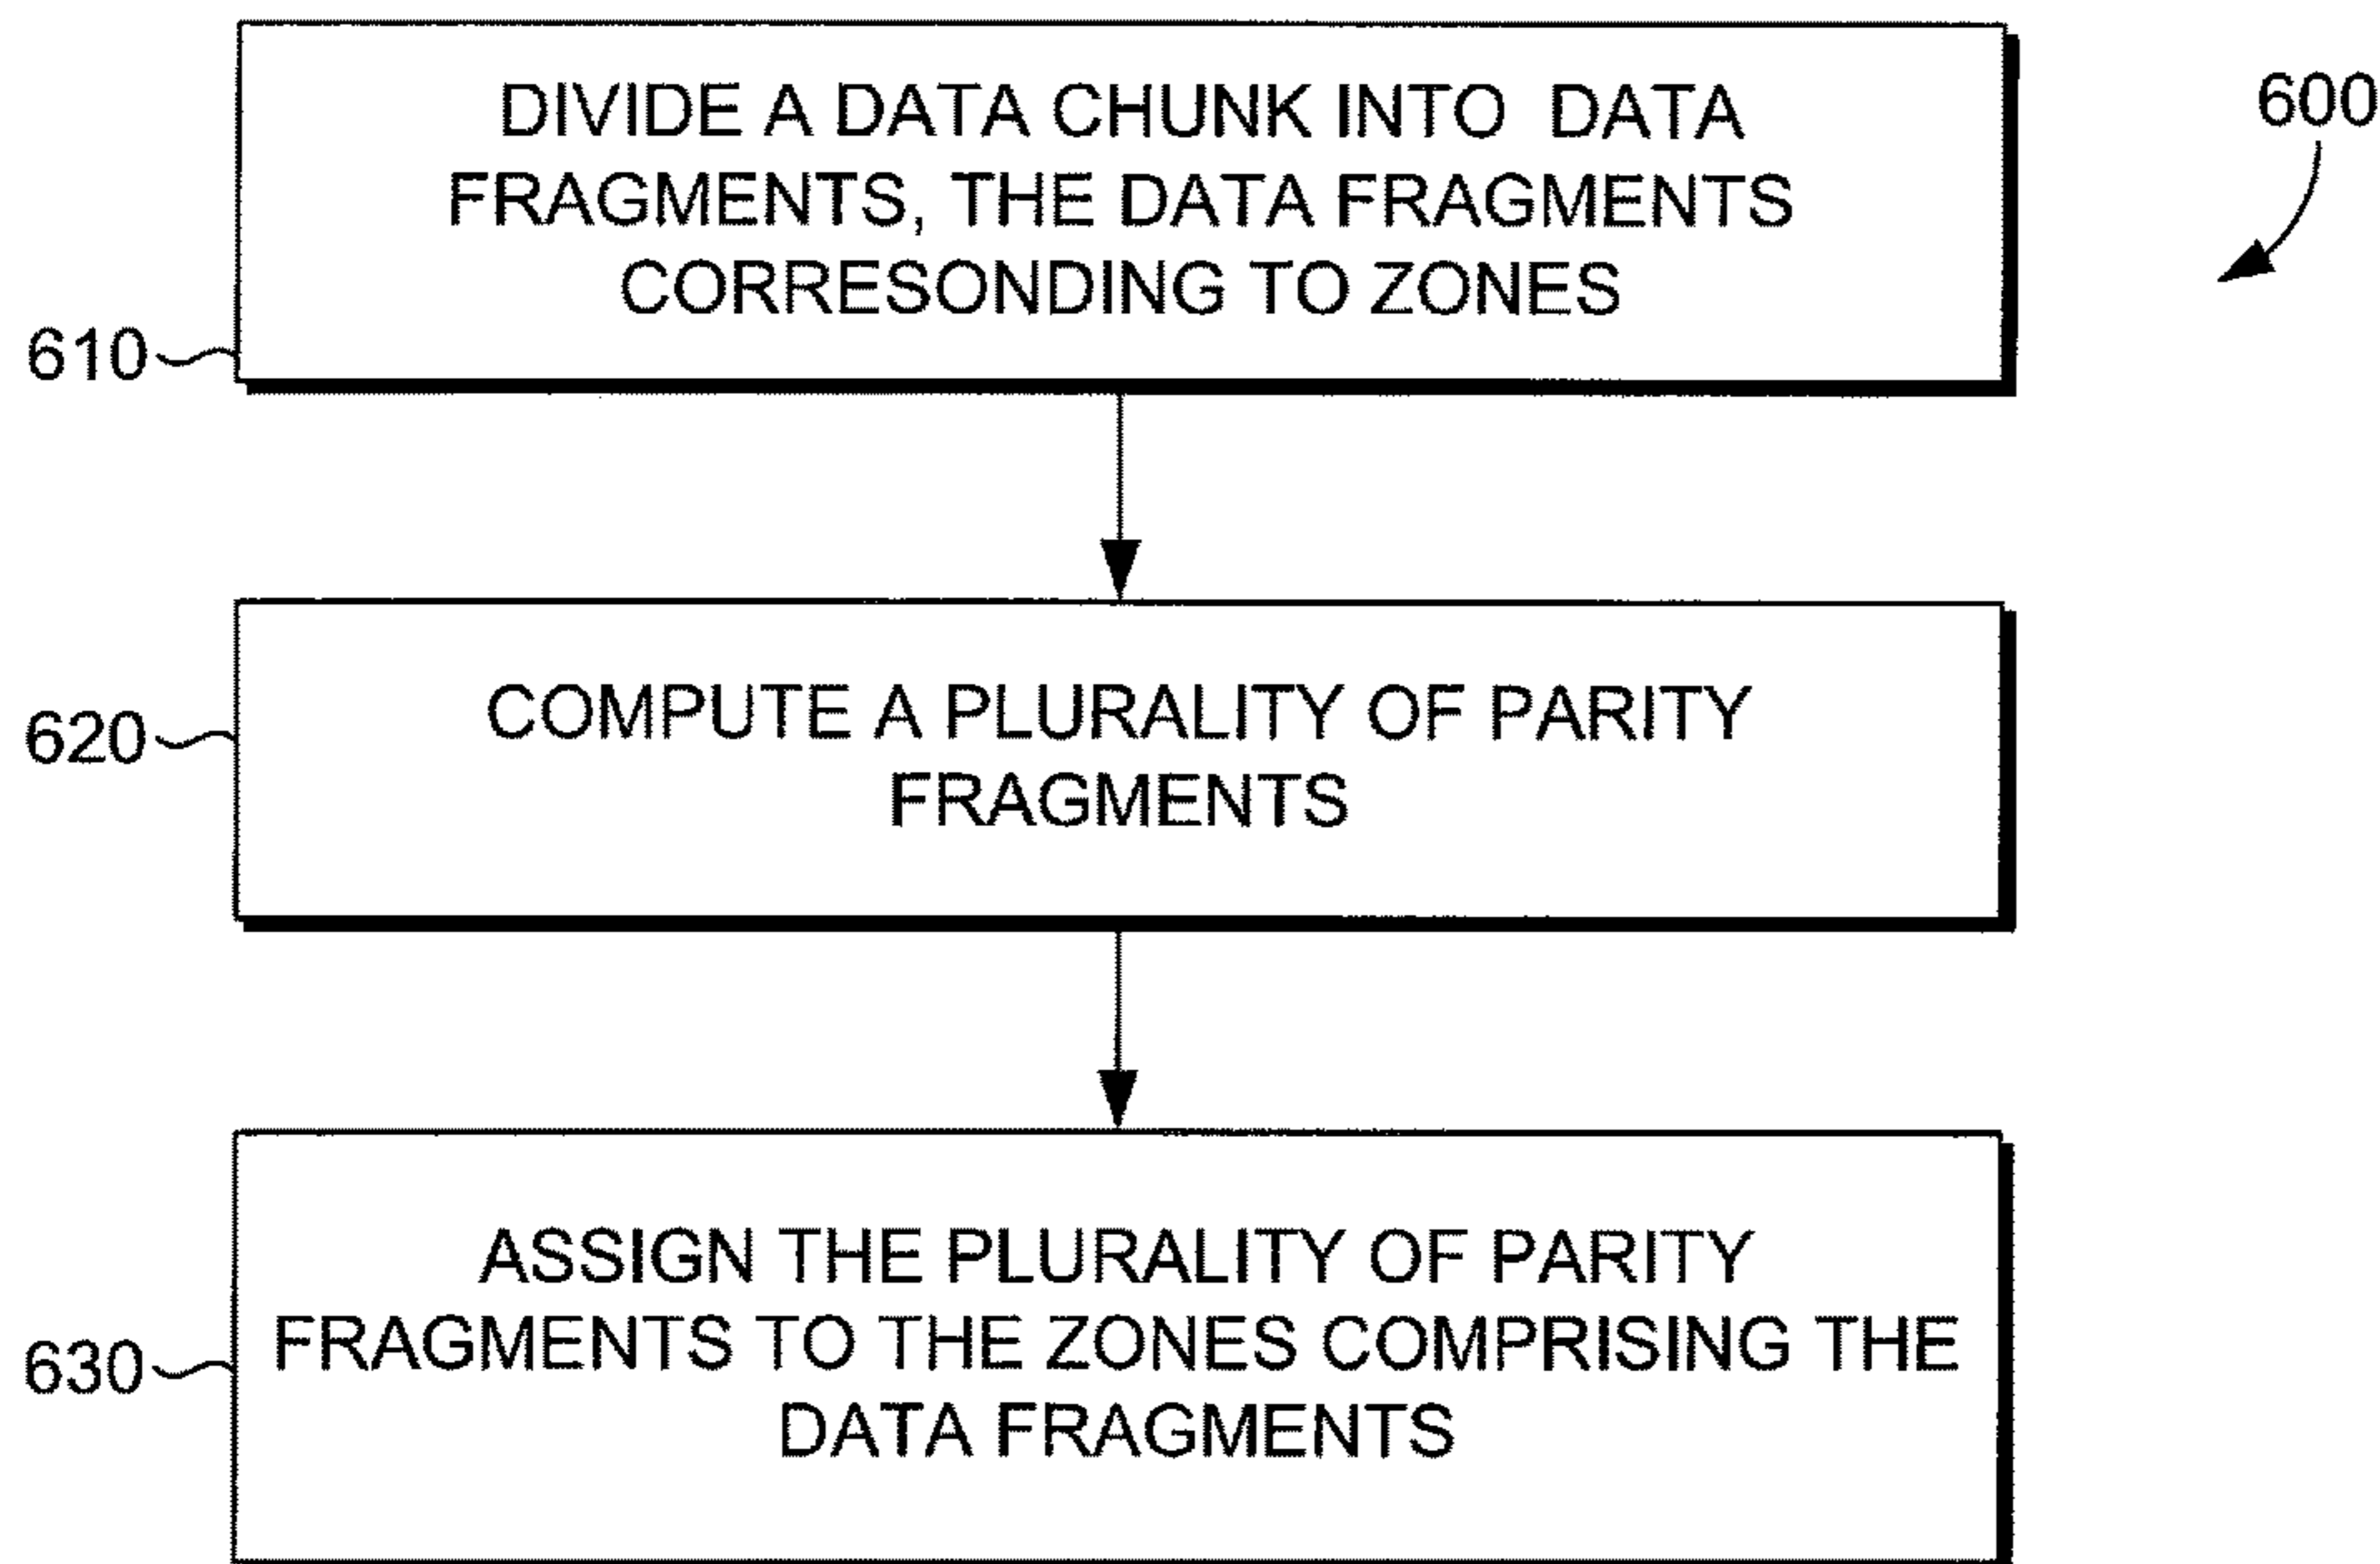 DIVIDE A DATA CHUNK INTO DATA
FRAGMENTS, THE DATA FRAGMENTS
CORRESONDING TO ZONES
600
610
COMPUTE A PLURALITY OF PARITY
FRAGMENTS
620
ASSIGN THE PLURALITY OF PARITY
FRAGMENTS TO THE ZONES COMPRISING THE
DATA FRAGMENTS
630